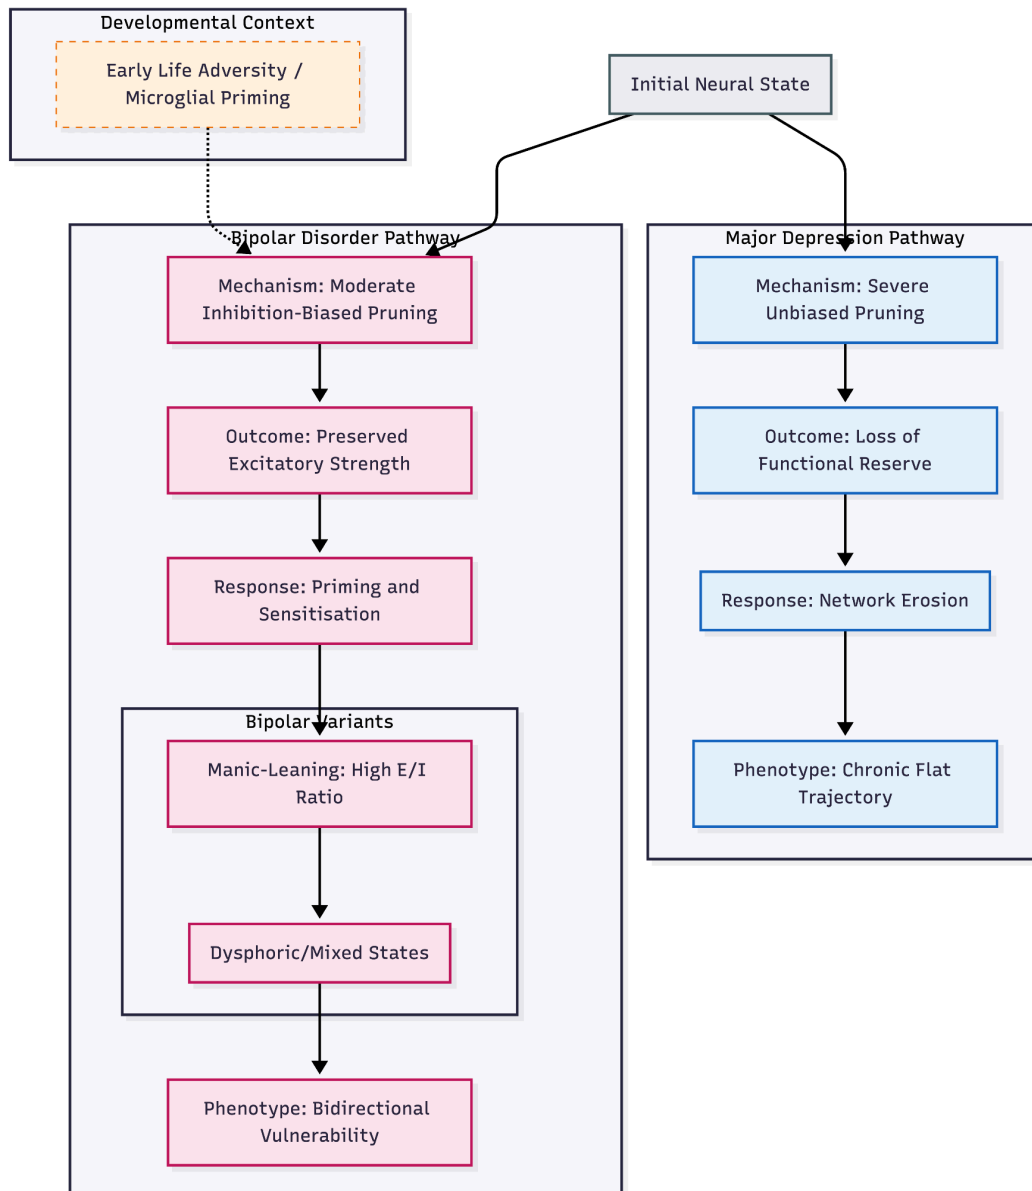 Developmental Context
Early Life Adversity /
Microglial Priming
Initial Neural State
Bipolar Disorder Pathway
Mechanism: Moderate
Inhibition-Biased Pruning
Outcome: Preserved
Excitatory Strength
Response: Priming and
Sensitisation
Bipolar Variants
Manic-Leaning: High E/I
Ratio
Dysphoric/Mixed States
Phenotype: Bidirectional
Vulnerability
Major Depression Pathway
Mechanism: Severe
Unbiased Pruning
Outcome: Loss of
Functional Reserve
Response: Network Erosion
Phenotype: Chronic Flat
Trajectory